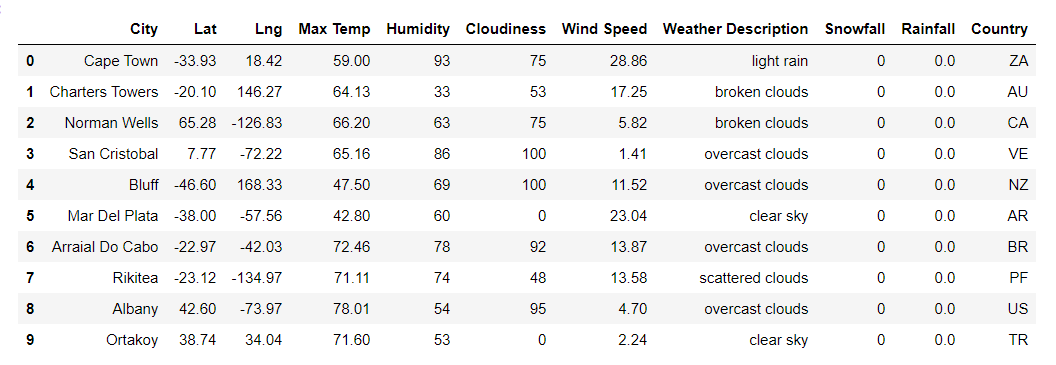 City Lat Lng Max Temp Humidity Cloudiness Wind Speed Weather Description Snowfall Rainfall Country
0 Cape Town -33.93 18.42 59.00 93 75 28.86 light rain 0 0.0 ZA
1 Charters Towers -20.10 146.27 64.13 33 53 17.25 broken clouds 0 0.0 AU
2 Norman Wells 65.28 -126.83 66.20 63 75 5.82 broken clouds 0 0.0 CA
3 San Cristobal 7.77 -72.22 65.16 86 100 1.41 overcast clouds 0 0.0 VE
4 Bluff -46.60 168.33 47.50 69 100 11.52 overcast clouds 0 0.0 NZ
5 Mar Del Plata -38.00 -57.56 42.80 60 0 23.04 clear sky 0 0.0 AR
6 Arraial Do Cabo -22.97 -42.03 72.46 78 92 13.87 overcast clouds 0 0.0 BR
7 Rikitea -23.12 -134.97 71.11 74 48 13.58 scattered clouds 0 0.0 PF
8 Albany 42.60 -73.97 78.01 54 95 4.70 overcast clouds 0 0.0 US
9 Ortakoy 38.74 34.04 71.60 53 0 2.24 clear sky 0 0.0 TR